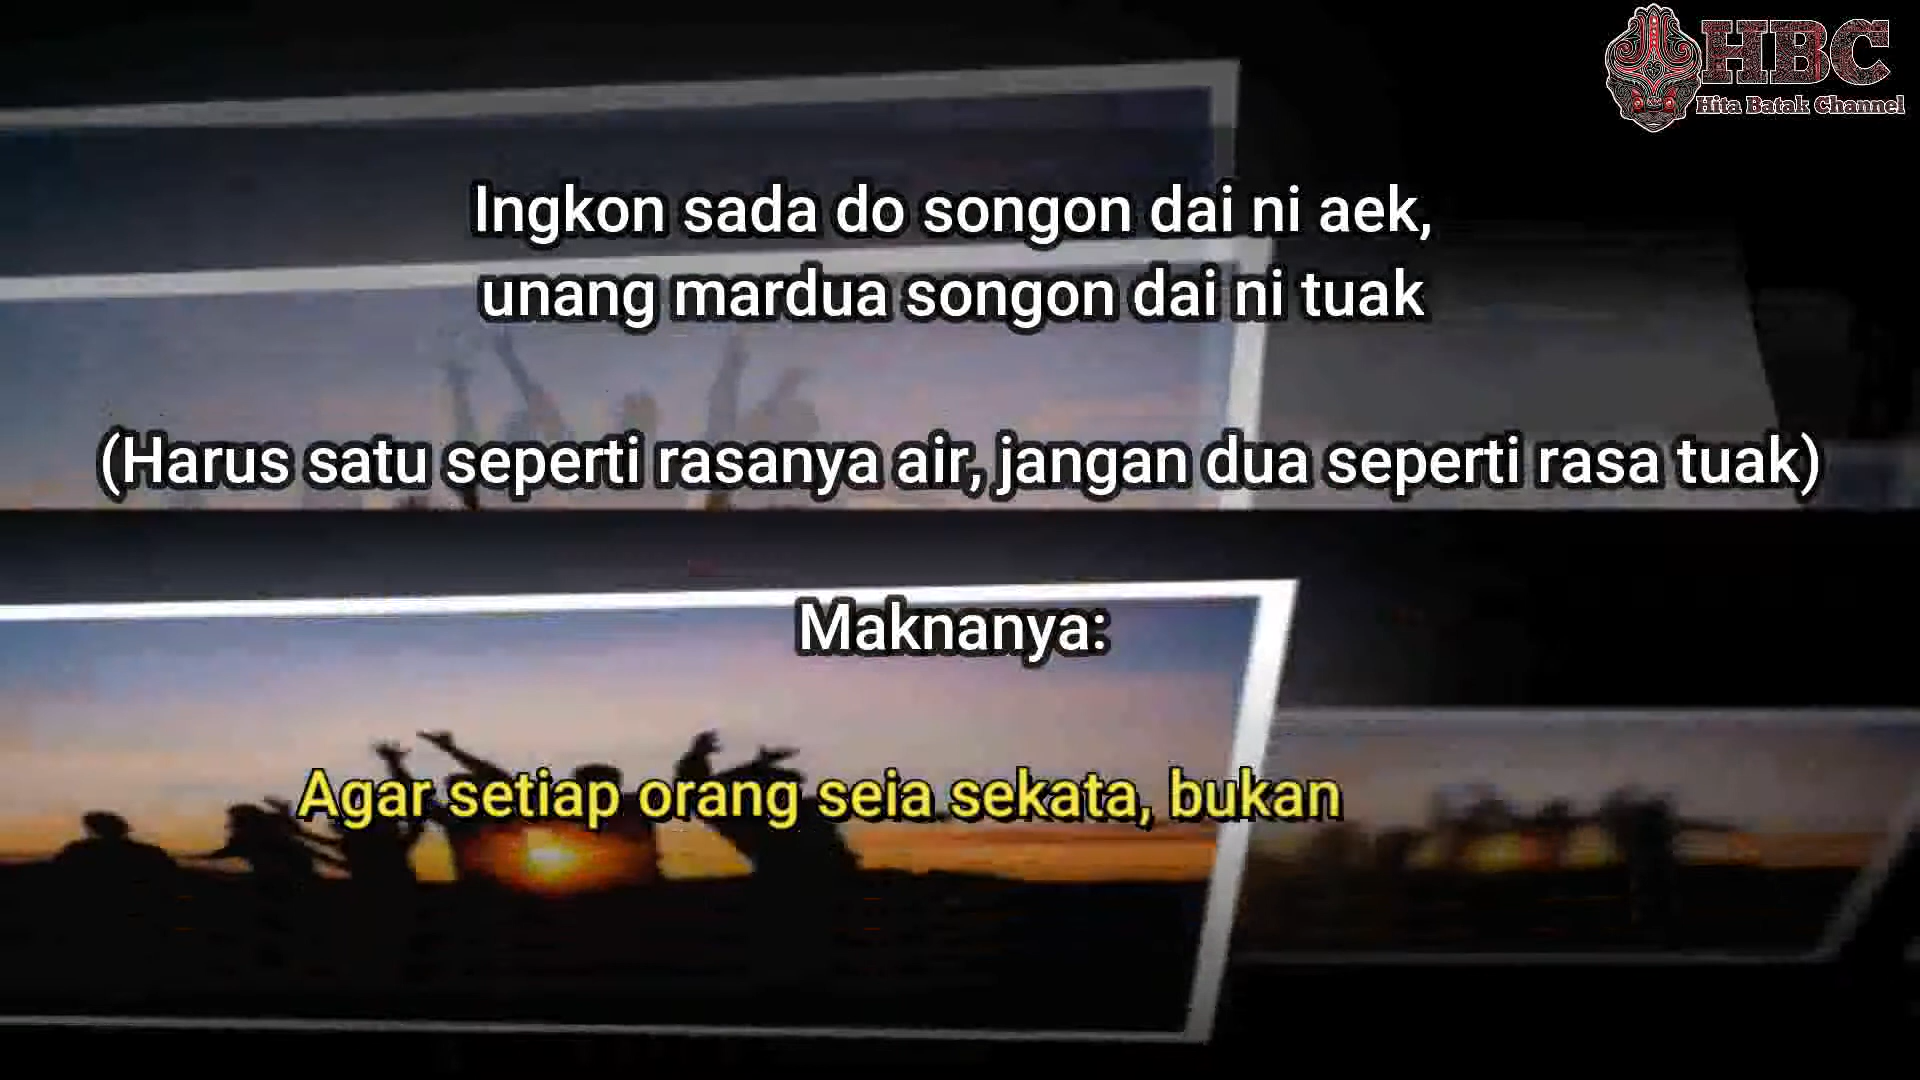 HBC
Hita Batak Channel
Ingkon sada do songon dai ni aek,
unang mardua songon dai ni tuak
(Harus satu seperti rasanya air, jangan dua seperti rasa tuak)
Maknanya:
Agar setiap orang seia sekata, bukan